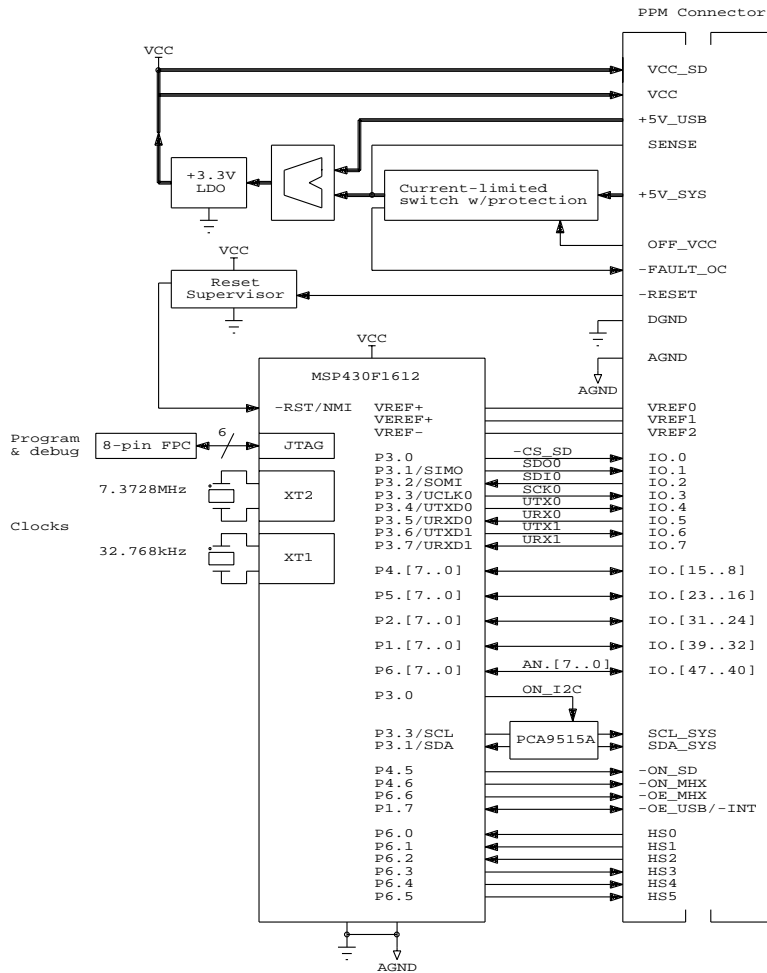 PPM Connector
VCC
VCC_SD
VCC
+5V_USB
SENSE
+3.3V
LDO
Current-limited
switch w/protection
+5V_SYS
OFF_VCC
VCC
-FAULT_OC
Reset
Supervisor
-RESET
DGND
VCC
AGND
MSP430F1612
AGND
-RST/NMI
VREF+
VREF0
VEREF+
VREF1
VREF-
VREF2
Program
& debug
8-pin FPC
6
JTAG
P3.0
-CS_SD
IO.0
P3.1/SIMO
SDO0
IO.1
P3.2/SOMI
SDI0
IO.2
7.3728MHz
XT2
P3.3/UCLK0
SCK0
IO.3
P3.4/UTXD0
UTX0
IO.4
P3.5/URXD0
URX0
IO.5
Clocks
P3.6/UTXD1
UTX1
IO.6
P3.7/URXD1
URX1
IO.7
32.768kHz
XT1
P4.[7..0]
IO.[15..8]
P5.[7..0]
IO.[23..16]
P2.[7..0]
IO.[31..24]
P1.[7..0]
IO.[39..32]
P6.[7..0]
AN.[7..0]
IO.[47..40]
P3.0
ON_I2C
P3.3/SCL
PCA9515A
SCL_SYS
P3.1/SDA
SDA_SYS
P4.5
-ON_SD
P4.6
-ON_MHX
P6.6
-OE_MHX
P1.7
-OE_USB/-INT
P6.0
HS0
P6.1
HS1
P6.2
HS2
P6.3
HS3
P6.4
HS4
P6.5
HS5
AGND